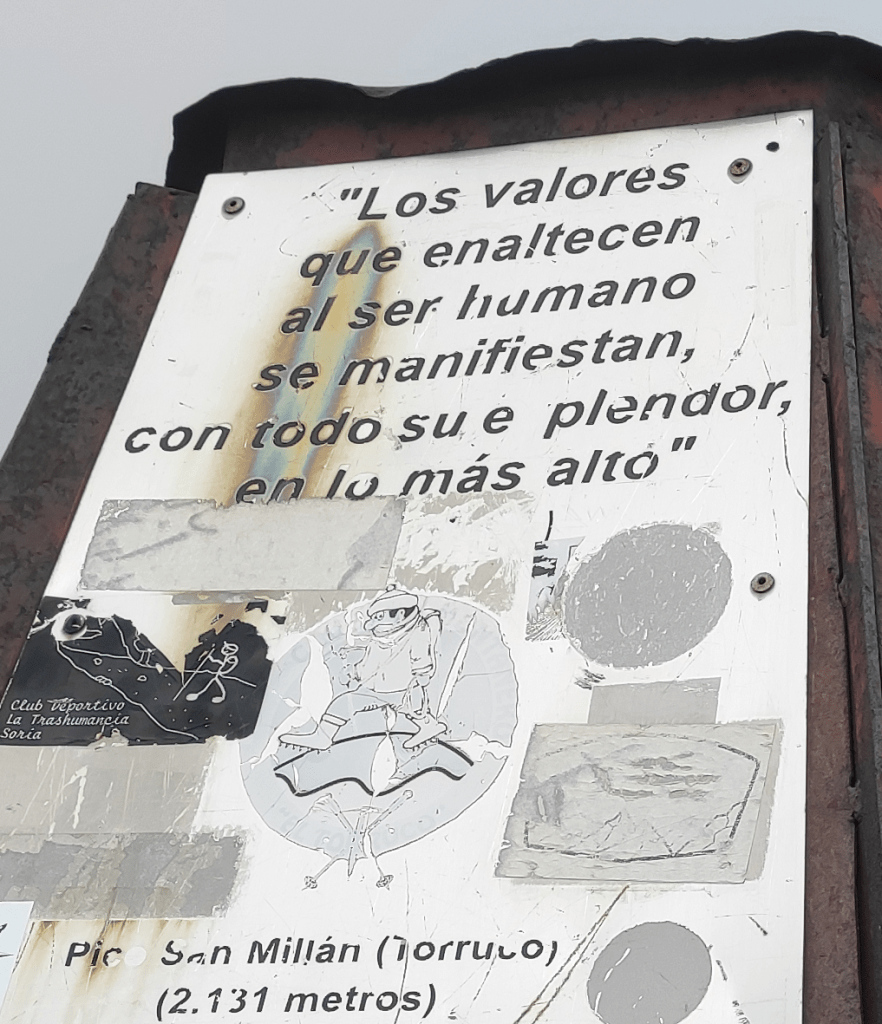 "Los valores
que enaltecen
al ser humano
se manifiestan,
con todo su e plendor,
en lo más alto"
Club Deportivo
La Trashumancia
Soria
Pico San Millán (Torruco)
(2.131 metros)